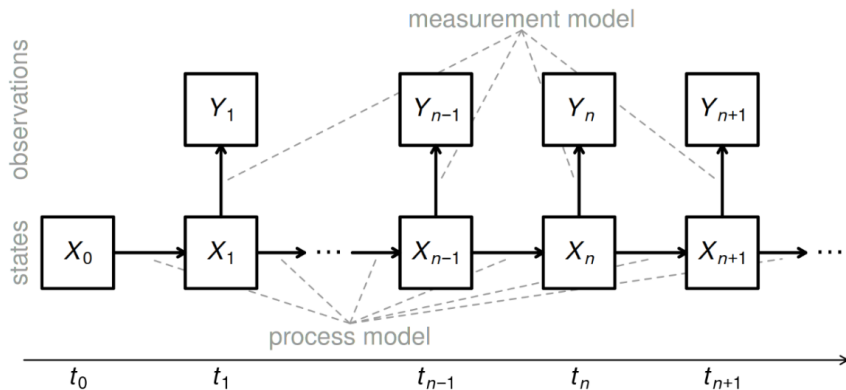 measurement model
observations
Y₁ Yₙ₋₁ Yₙ Yₙ₊₁
states
X₀ X₁ ··· Xₙ₋₁ Xₙ Xₙ₊₁ ···
process model
t₀ t₁ tₙ₋₁ tₙ tₙ₊₁